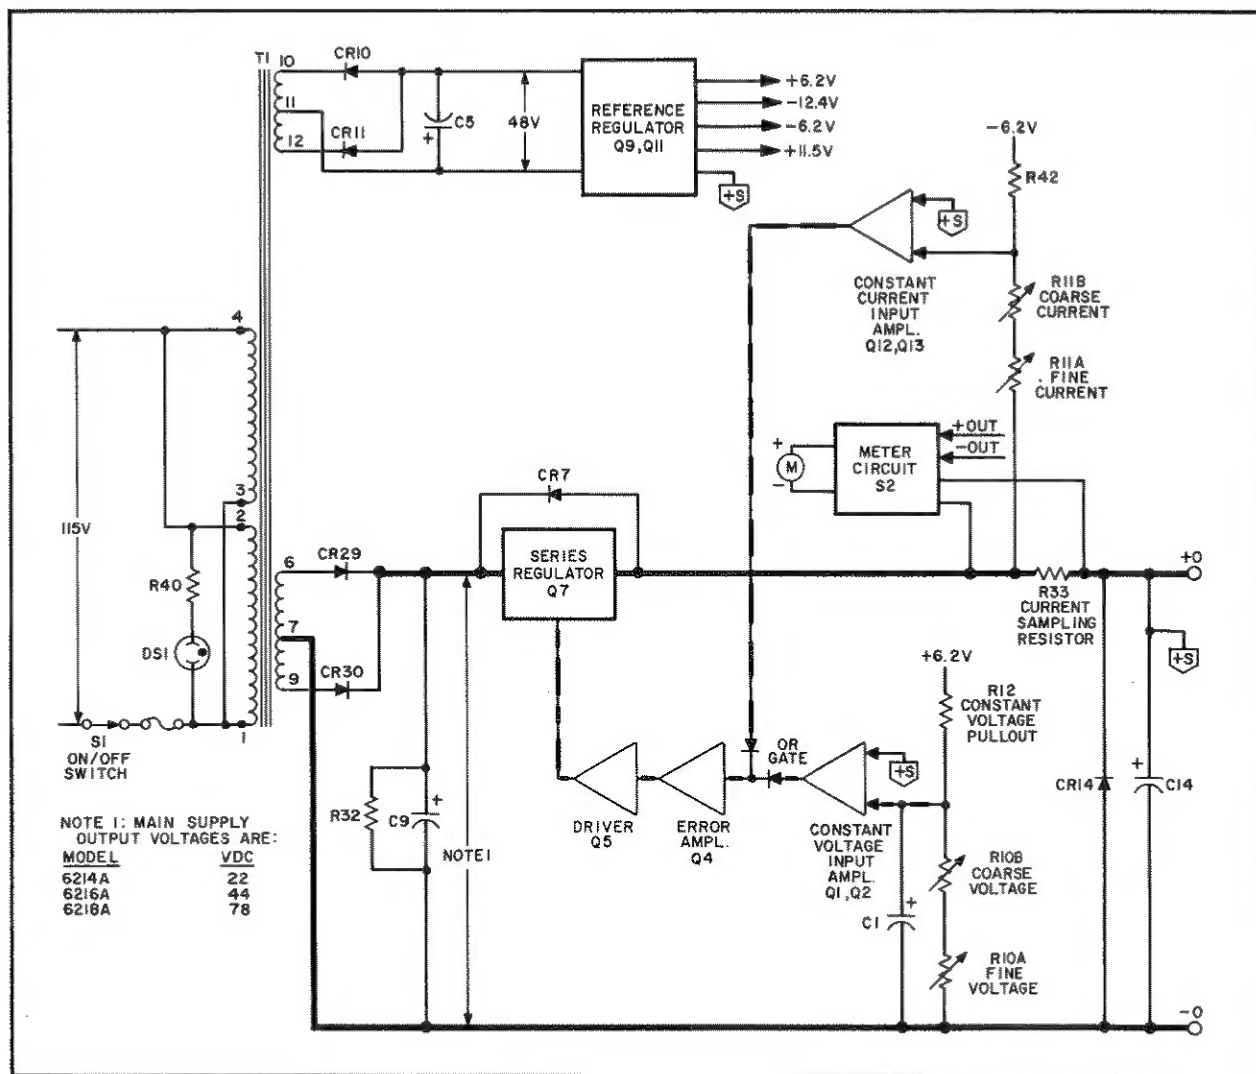 T1
10
11
12
CR10
CR11
C5
+
48V
REFERENCE
REGULATOR
Q9,Q11
+6.2V
-12.4V
-6.2V
+11.5V
+S
-6.2V
R42
+S
CONSTANT
CURRENT
INPUT
AMPL.
Q12,Q13
R11B
COARSE
CURRENT
R11A
FINE
CURRENT
+OUT
-OUT
METER
CIRCUIT
S2
+
M
-
4
3
2
1
115V
R40
DS1
S1
ON/OFF
SWITCH
6
7
9
CR29
CR30
CR7
SERIES
REGULATOR
Q7
R33
CURRENT
SAMPLING
RESISTOR
+O
+S
+6.2V
R12
CONSTANT
VOLTAGE
PULLOUT
OR
GATE
+S
DRIVER
Q5
ERROR
AMPL.
Q4
CONSTANT
VOLTAGE
INPUT
AMPL.
Q1,Q2
C1
+
R10B
COARSE
VOLTAGE
R10A
FINE
VOLTAGE
CR14
+
C14
R32
C9
+
NOTE 1
-O
NOTE 1: MAIN SUPPLY
OUTPUT VOLTAGES ARE:
MODEL VDC
6214A 22
6216A 44
6218A 78